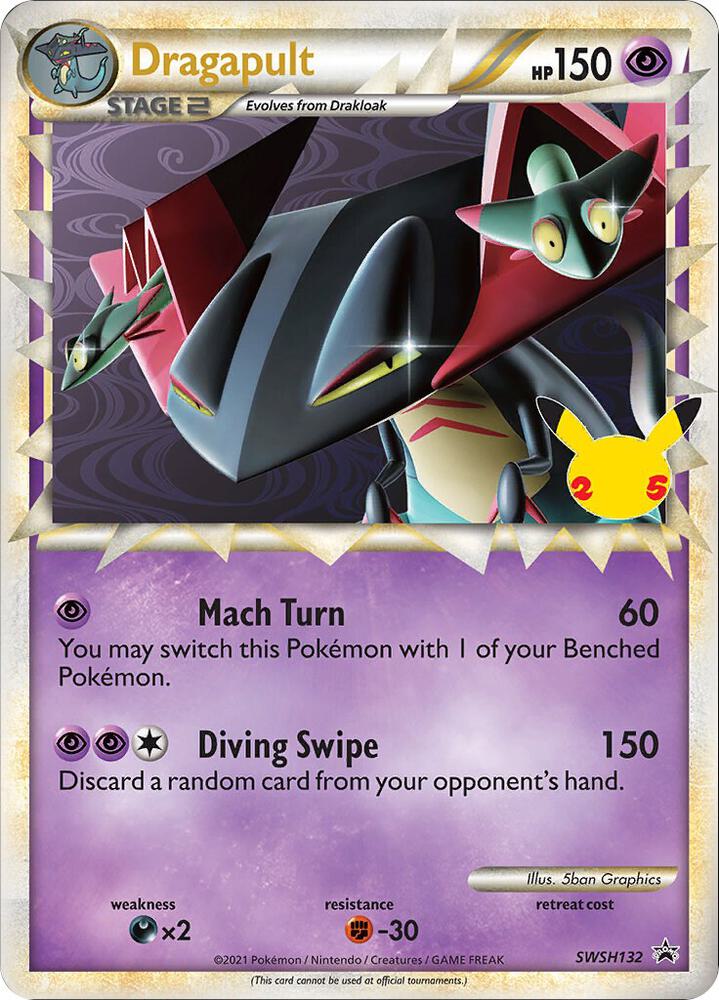 Dragapult
HP150
STAGE 2
Evolves from Drakloak
25
Mach Turn 60
You may switch this Pokémon with 1 of your Benched
Pokémon.
Diving Swipe 150
Discard a random card from your opponent's hand.
Illus. 5ban Graphics
weakness resistance retreat cost
×2 -30
©2021 Pokémon / Nintendo / Creatures / GAME FREAK
SWSH132
(This card cannot be used at official tournaments.)